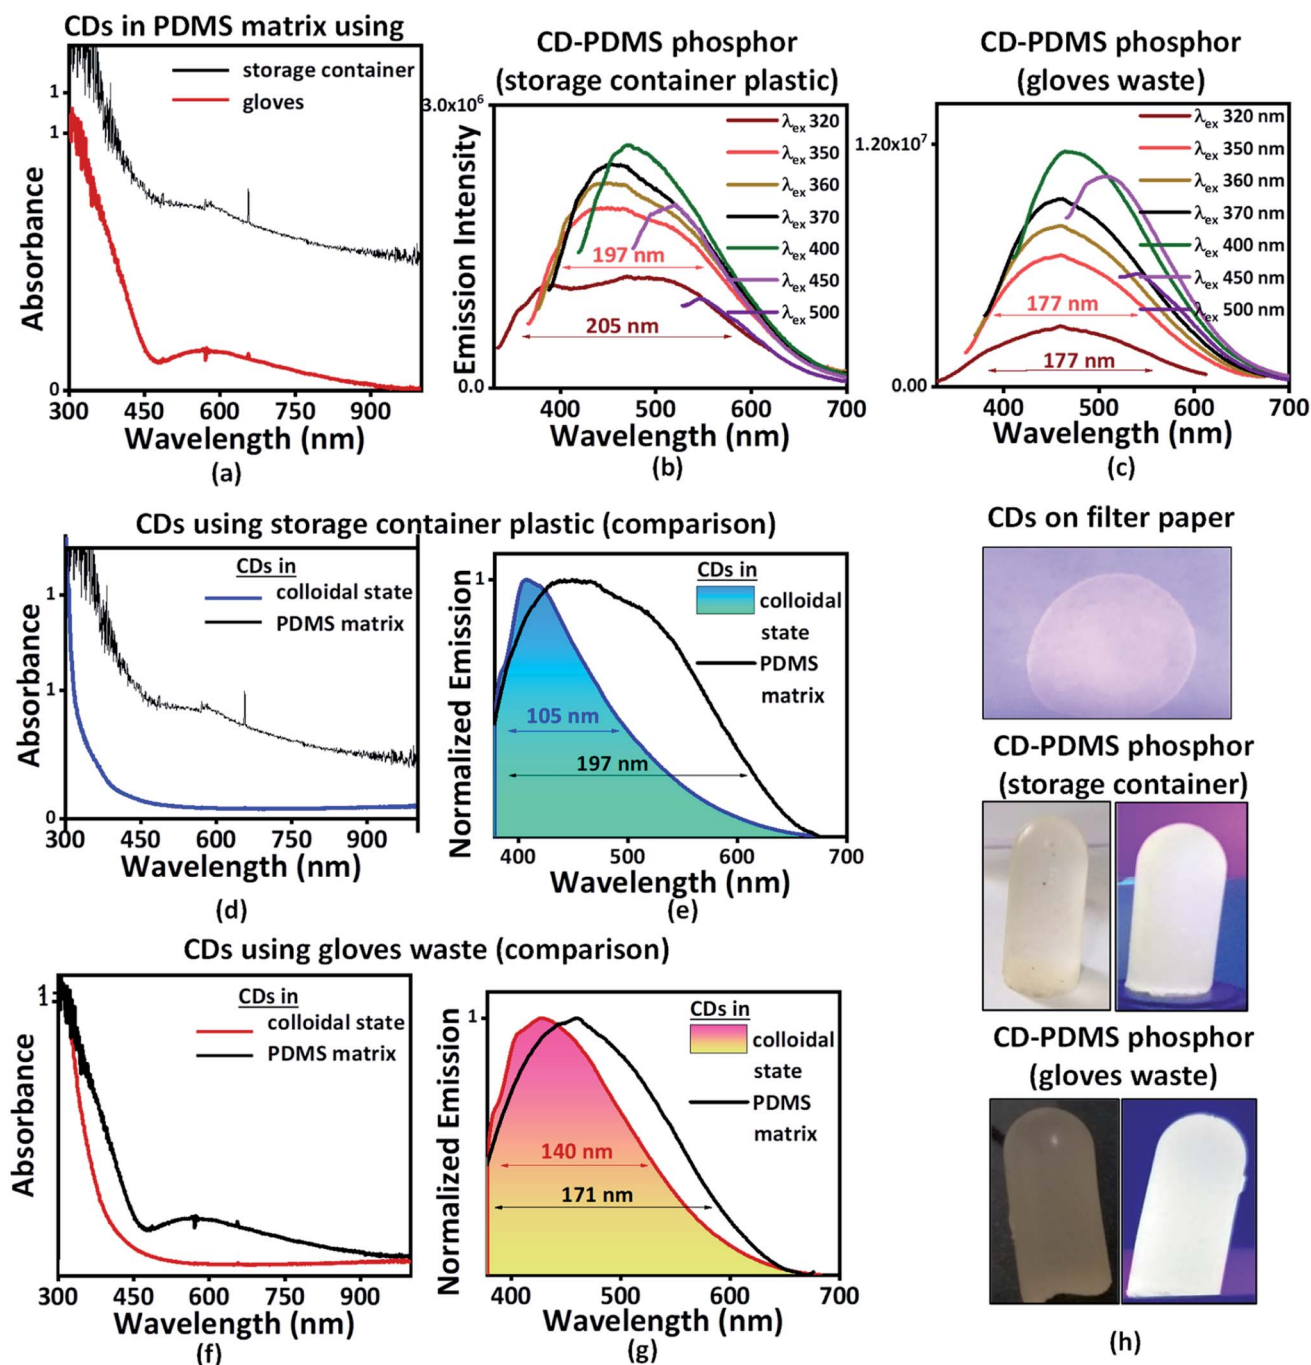 CDs in PDMS matrix using
storage container
gloves
1
1
0
Absorbance
300 450 600 750 900
Wavelength (nm)
(a)
CD-PDMS phosphor
(storage container plastic)
3.0x10⁶
0.0
Emission Intensity
λex 320
λex 350
λex 360
λex 370
λex 400
λex 450
λex 500
197 nm
205 nm
400 500 600 700
Wavelength (nm)
(b)
CD-PDMS phosphor
(gloves waste)
1.20x10⁷
0.00
λex 320 nm
λex 350 nm
λex 360 nm
λex 370 nm
λex 400 nm
λex 450 nm
λex 500 nm
177 nm
177 nm
400 500 600 700
Wavelength (nm)
(c)
CDs using storage container plastic (comparison)
CDs in
colloidal state
PDMS matrix
1
1
0
Absorbance
300 450 600 750 900
Wavelength (nm)
(d)
1
Normalized Emission
CDs in
colloidal
state
PDMS
matrix
105 nm
197 nm
400 500 600 700
Wavelength (nm)
(e)
CDs using gloves waste (comparison)
CDs in
colloidal state
PDMS matrix
1
Absorbance
300 450 600 750 900
Wavelength (nm)
(f)
1
Normalized Emission
CDs in
colloidal
state
PDMS
matrix
140 nm
171 nm
400 500 600 700
Wavelength (nm)
(g)
CDs on filter paper
CD-PDMS phosphor
(storage container)
CD-PDMS phosphor
(gloves waste)
(h)